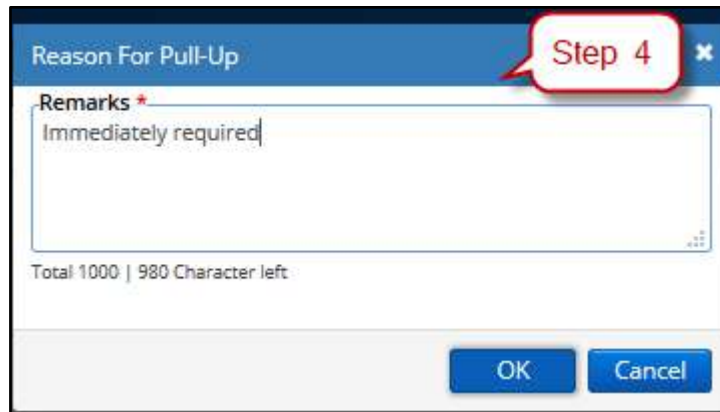 Reason For Pull-Up
Step 4
Remarks *
Immediately required
Total 1000 | 980 Character left
OK
Cancel